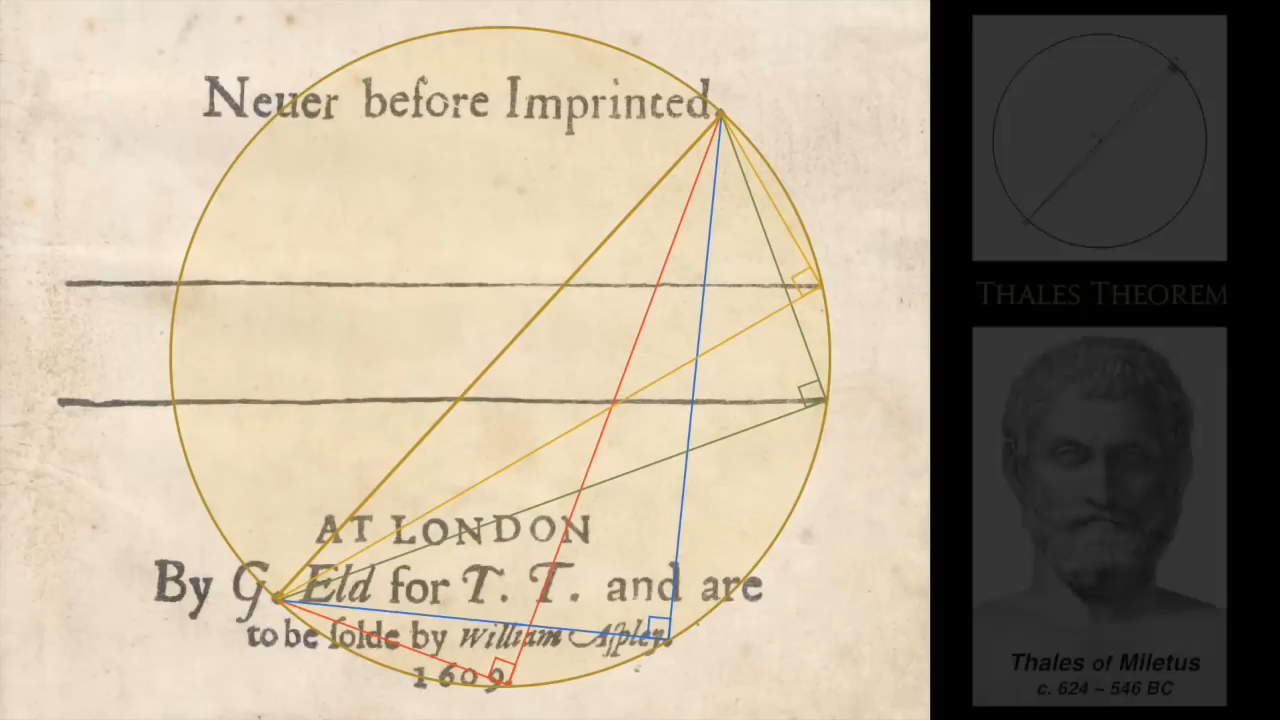 Neuer before Imprinted.
AT LONDON
By G. Eld for T. T. and are
to be ſolde by William Aſpley.
1609.
THALES THEOREM
Thales of Miletus
c. 624 – 546 BC